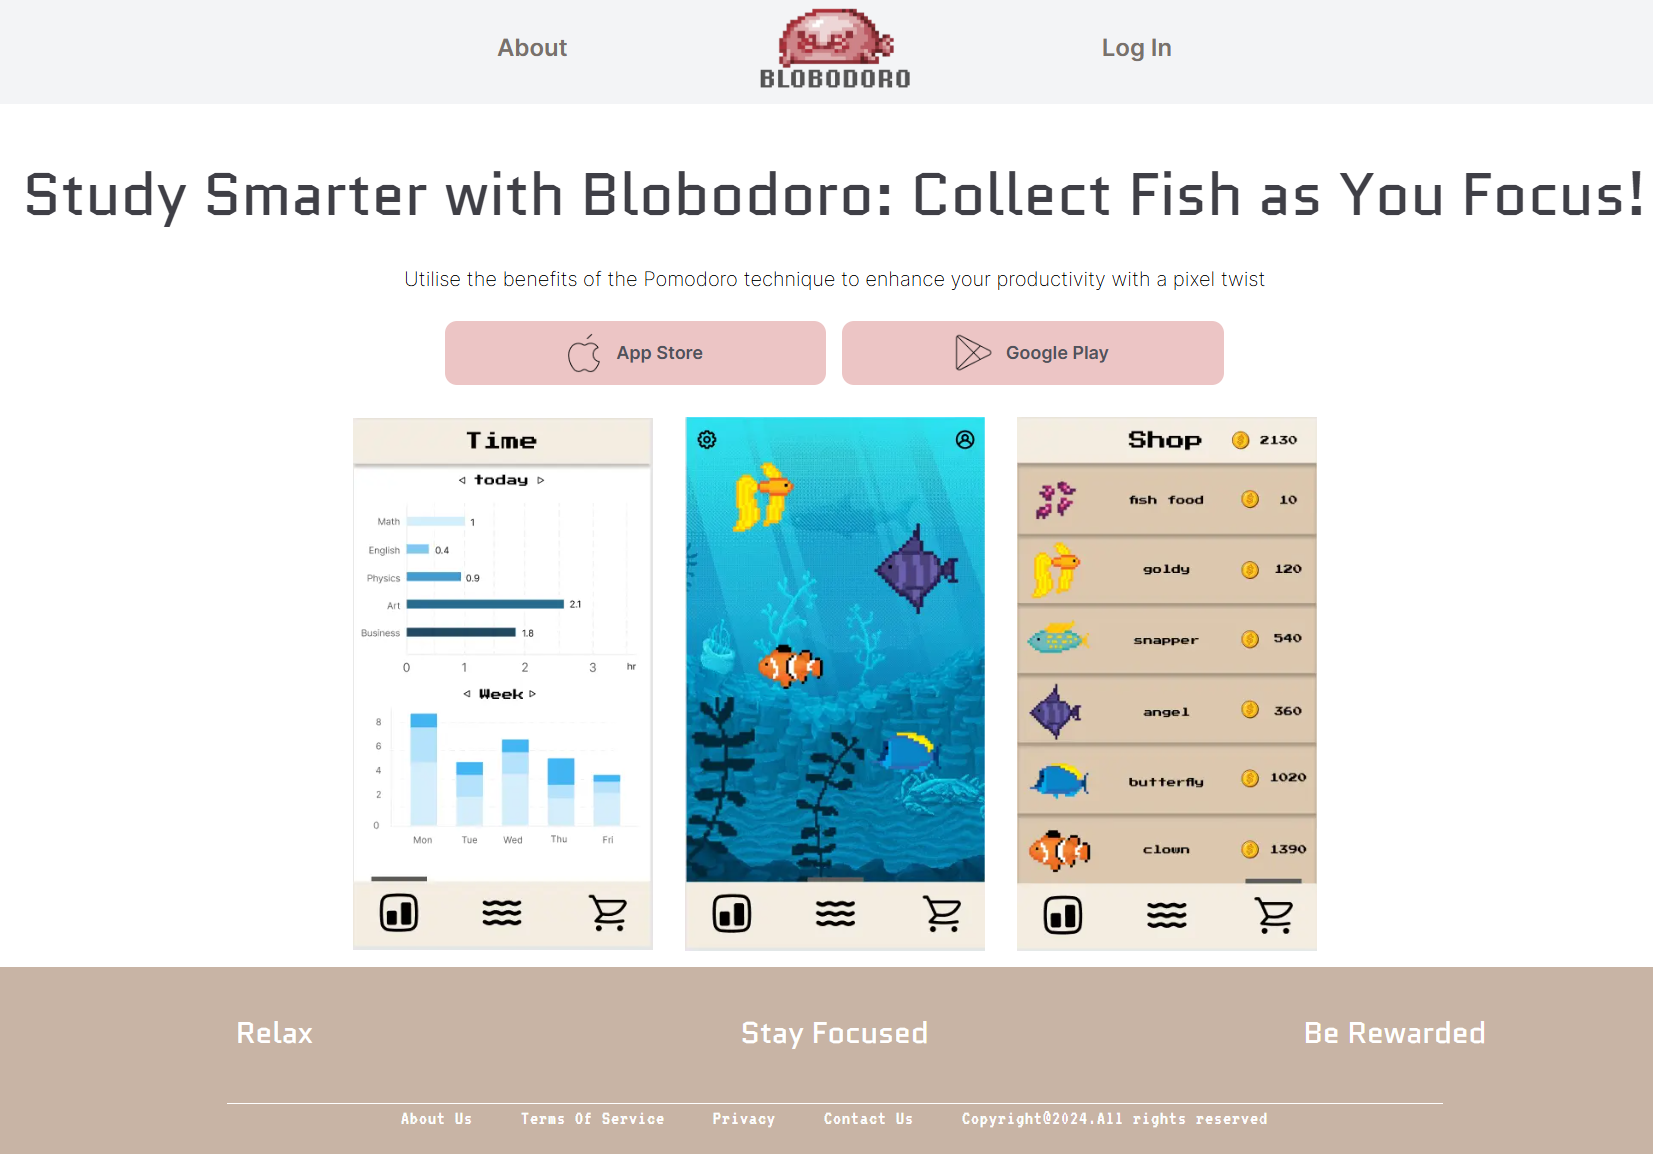 About
BLOBODORO
Log In
Study Smarter with Blobodoro: Collect Fish as You Focus!
Utilise the benefits of the Pomodoro technique to enhance your productivity with a pixel twist
App Store
Google Play
Time
today
Math 1
English 0.4
Physics 0.9
Art 2.1
Business 1.8
0 1 2 3 hr
Week
8
6
4
2
0
Mon Tue Wed Thu Fri
Shop 2130
fish food 10
goldy 120
snapper 540
angel 360
butterfly 1020
clown 1390
Relax
Stay Focused
Be Rewarded
About Us Terms Of Service Privacy Contact Us Copyright@2024.All rights reserved